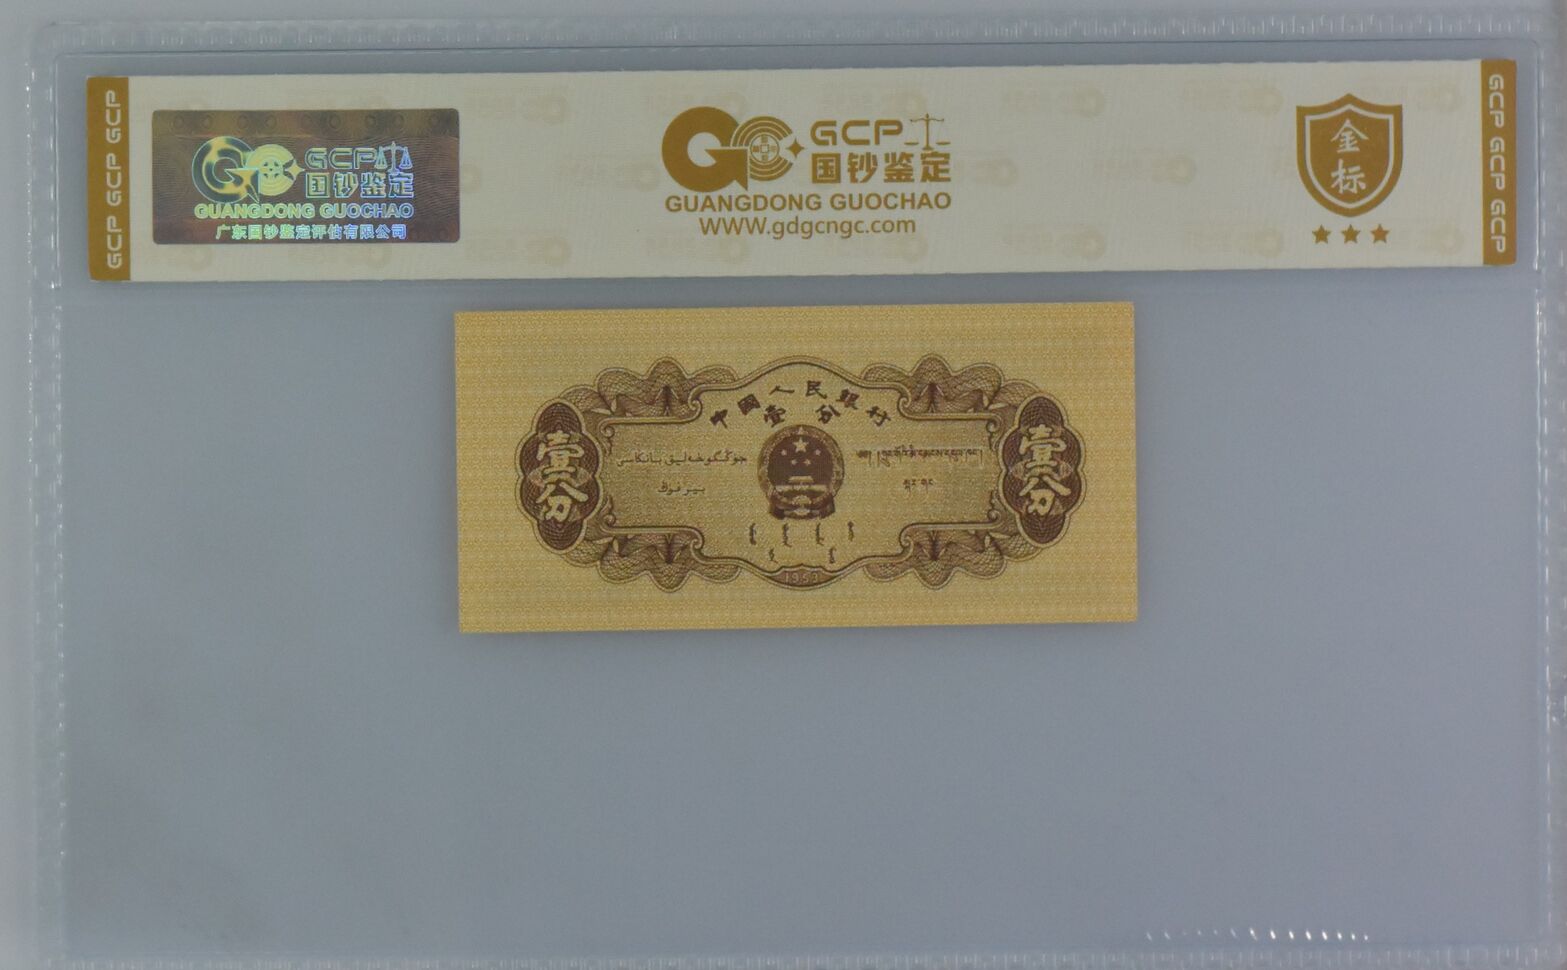 GCP GCP GCP
GCP
国钞鉴定
GUANGDONG GUOCHAO
广东国钞鉴定评估有限公司
GCP
国钞鉴定
GUANGDONG GUOCHAO
WWW.gdgcngc.com
金标
GCP GCP GCP
中国人民银行
壹分
壹分
壹分
1953